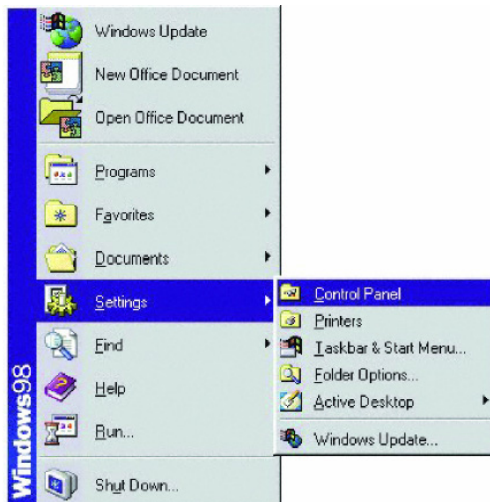 Windows Update
New Office Document
Open Office Document
Programs
Favorites
Documents
Settings
Find
Help
Run...
Shut Down...
Control Panel
Printers
Taskbar & Start Menu...
Folder Options...
Active Desktop
Windows Update...
Windows98